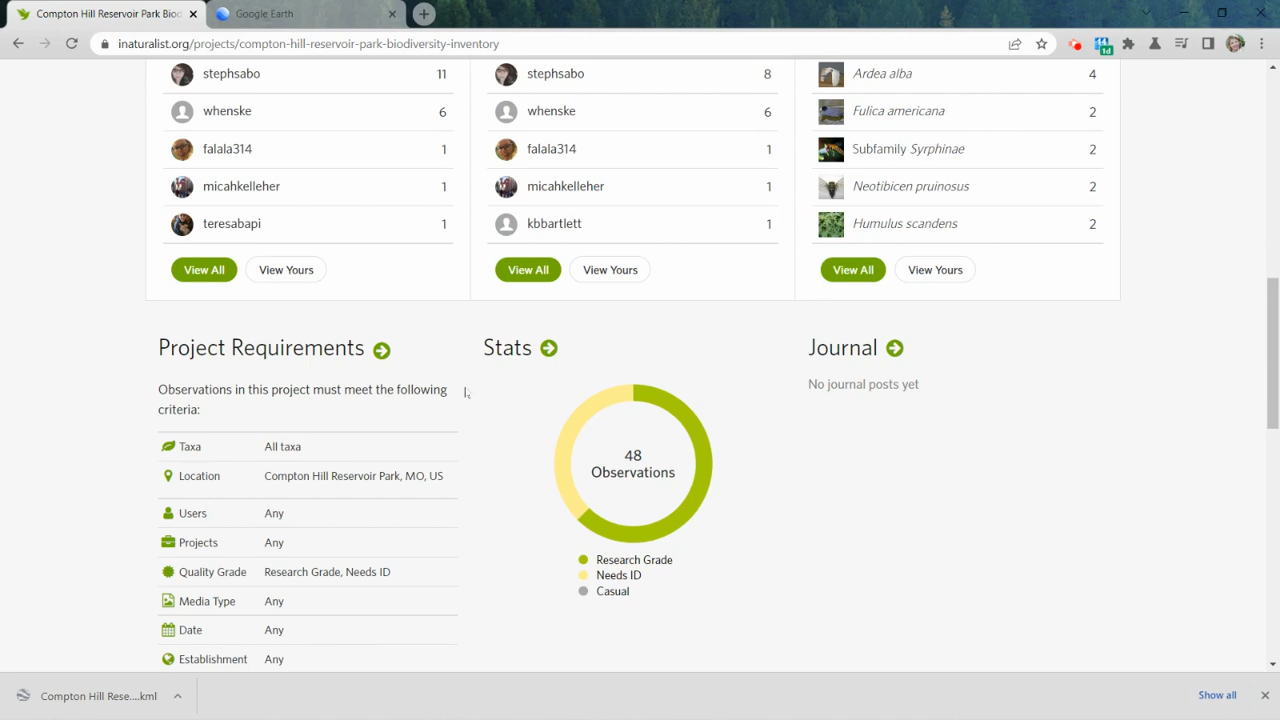 Compton Hill Reservoir Park Biod
Google Earth
inaturalist.org/projects/compton-hill-reservoir-park-biodiversity-inventory
1d
stephsabo 11
stephsabo 8
Ardea alba 4
whenske 6
whenske 6
Fulica americana 2
falala314 1
falala314 1
Subfamily Syrphinae 2
micahkelleher 1
micahkelleher 1
Neotibicen pruinosus 2
teresabapi 1
kbbartlett 1
Humulus scandens 2
View All View Yours
View All View Yours
View All View Yours
Project Requirements
Observations in this project must meet the following
criteria:
Taxa All taxa
Location Compton Hill Reservoir Park, MO, US
Users Any
Projects Any
Quality Grade Research Grade, Needs ID
Media Type Any
Date Any
Establishment Any
Stats
48
Observations
Research Grade
Needs ID
Casual
Journal
No journal posts yet
Compton Hill Rese....kml
Show all